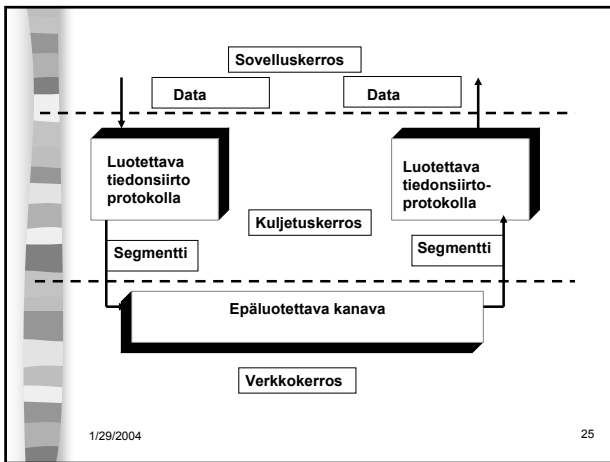 Sovelluskerros
Data
Data
Luotettava
tiedonsiirto
protokolla
Luotettava
tiedonsiirto-
protokolla
Kuljetuskerros
Segmentti
Segmentti
Epäluotettava kanava
Verkkokerros
1/29/2004
25